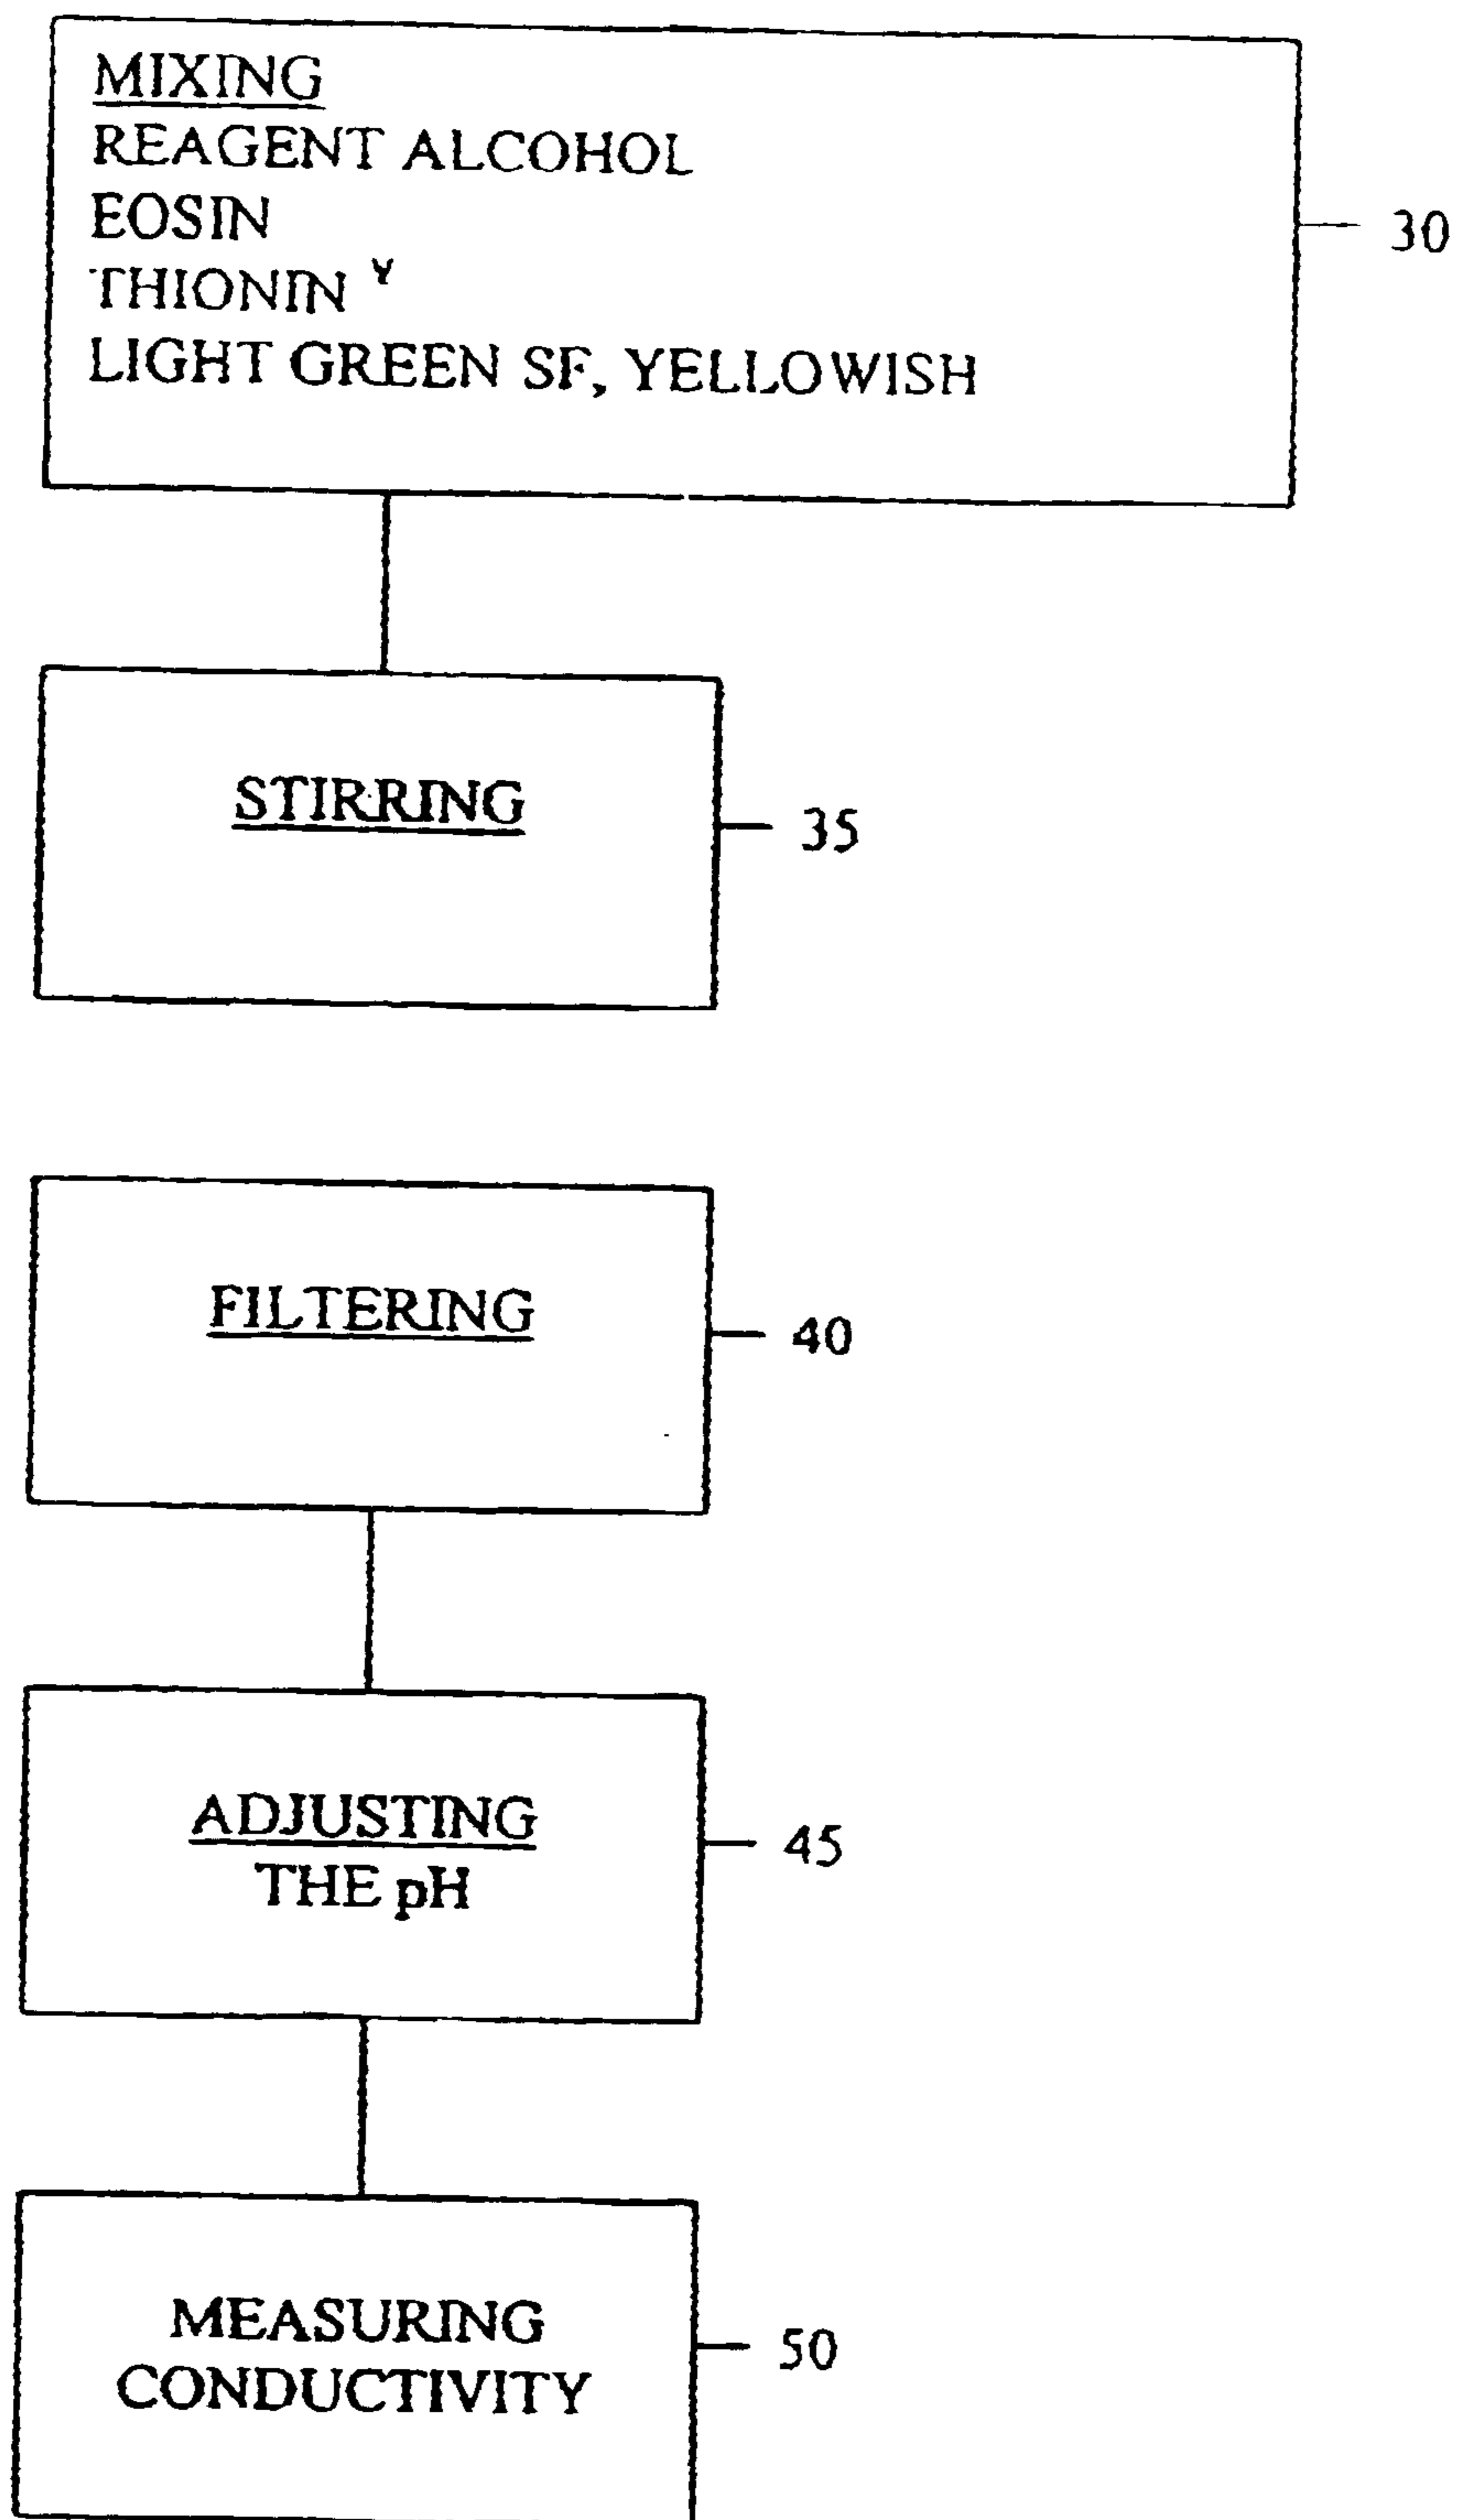 MIXING
REAGENT ALCOHOL
EOSIN
THIONIN Y
LIGHT GREEN SF, YELLOWISH
30
STIRRING
35
FILTERING
40
ADJUSTING
THE pH
45
MEASURING
CONDUCTIVITY
50